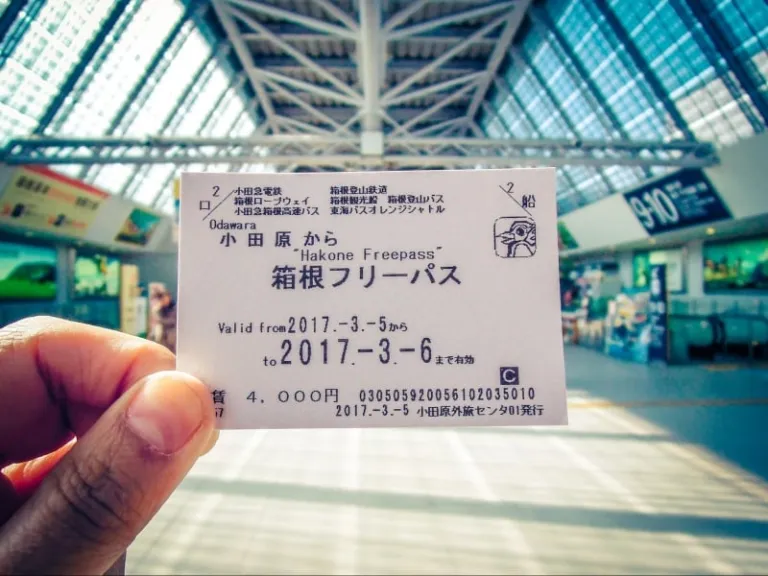 2 小田急電鉄 箱根登山鉄道 2
口 箱根ロープウェイ 箱根観光船 箱根登山バス 船
小田急箱根高速バス 東海バスオレンジシャトル
Odawara
小田原から
"Hakone Freepass"
箱根フリーパス
Valid from 2017.-3.-5から
to 2017.-3.-6まで有効
C
賃 4,000円 030505920056102035010
57 2017.-3.-5 小田原外旅センタ01発行
9・10